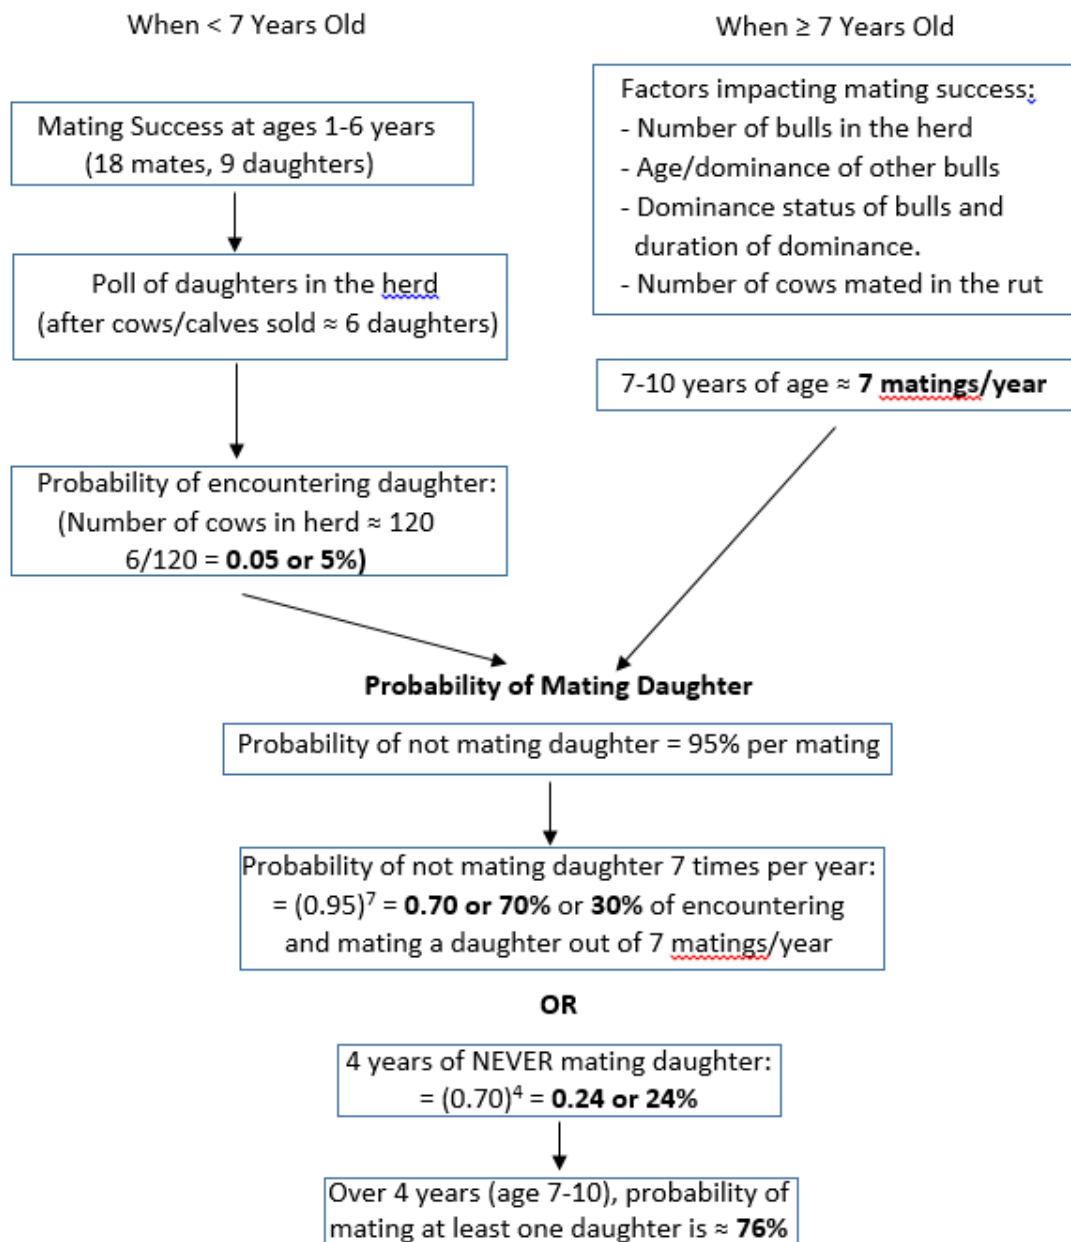 When < 7 Years Old
Mating Success at ages 1-6 years
(18 mates, 9 daughters)
Poll of daughters in the herd
(after cows/calves sold ≈ 6 daughters)
Probability of encountering daughter:
(Number of cows in herd ≈ 120
6/120 = 0.05 or 5%)
When ≥ 7 Years Old
Factors impacting mating success:
- Number of bulls in the herd
- Age/dominance of other bulls
- Dominance status of bulls and
duration of dominance.
- Number of cows mated in the rut
7-10 years of age ≈ 7 matings/year
Probability of Mating Daughter
Probability of not mating daughter = 95% per mating
Probability of not mating daughter 7 times per year:
= (0.95)⁷ = 0.70 or 70% or 30% of encountering
and mating a daughter out of 7 matings/year
OR
4 years of NEVER mating daughter:
= (0.70)⁴ = 0.24 or 24%
Over 4 years (age 7-10), probability of
mating at least one daughter is ≈ 76%